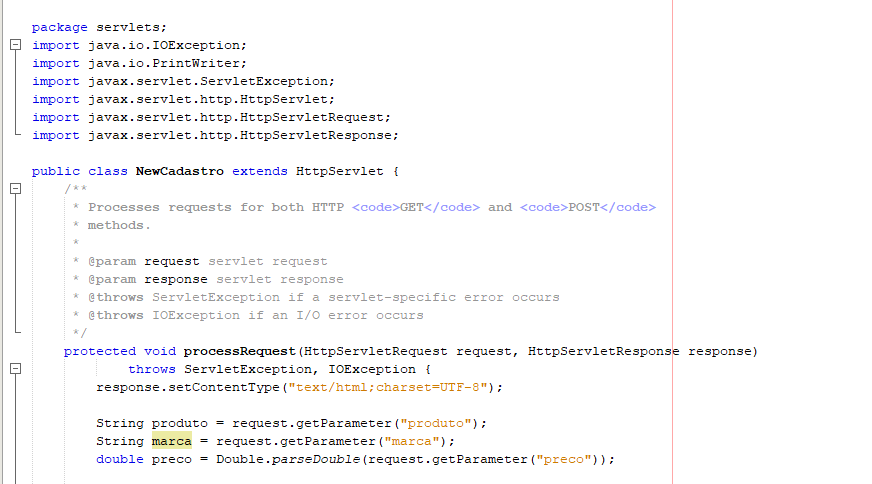 package servlets;
import java.io.IOException;
import java.io.PrintWriter;
import javax.servlet.ServletException;
import javax.servlet.http.HttpServlet;
import javax.servlet.http.HttpServletRequest;
import javax.servlet.http.HttpServletResponse;
public class NewCadastro extends HttpServlet {
/**
* Processes requests for both HTTP <code>GET</code> and <code>POST</code>
* methods.
*
* @param request servlet request
* @param response servlet response
* @throws ServletException if a servlet-specific error occurs
* @throws IOException if an I/O error occurs
*/
protected void processRequest(HttpServletRequest request, HttpServletResponse response)
throws ServletException, IOException {
response.setContentType("text/html;charset=UTF-8");
String produto = request.getParameter("produto");
String marca = request.getParameter("marca");
double preco = Double.parseDouble(request.getParameter("preco"));